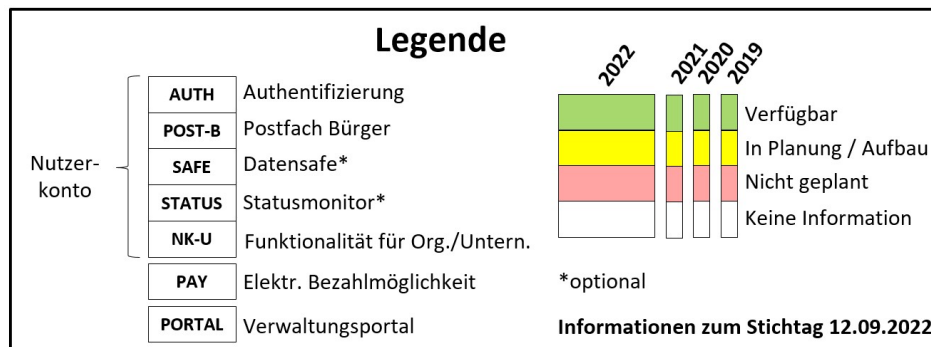 Legende
2022 2021 2020 2019
AUTH Authentifizierung
POST-B Postfach Bürger
SAFE Datensafe*
STATUS Statusmonitor*
NK-U Funktionalität für Org./Untern.
Nutzer-
konto
PAY Elektr. Bezahlmöglichkeit
PORTAL Verwaltungsportal
Verfügbar
In Planung / Aufbau
Nicht geplant
Keine Information
*optional
Informationen zum Stichtag 12.09.2022